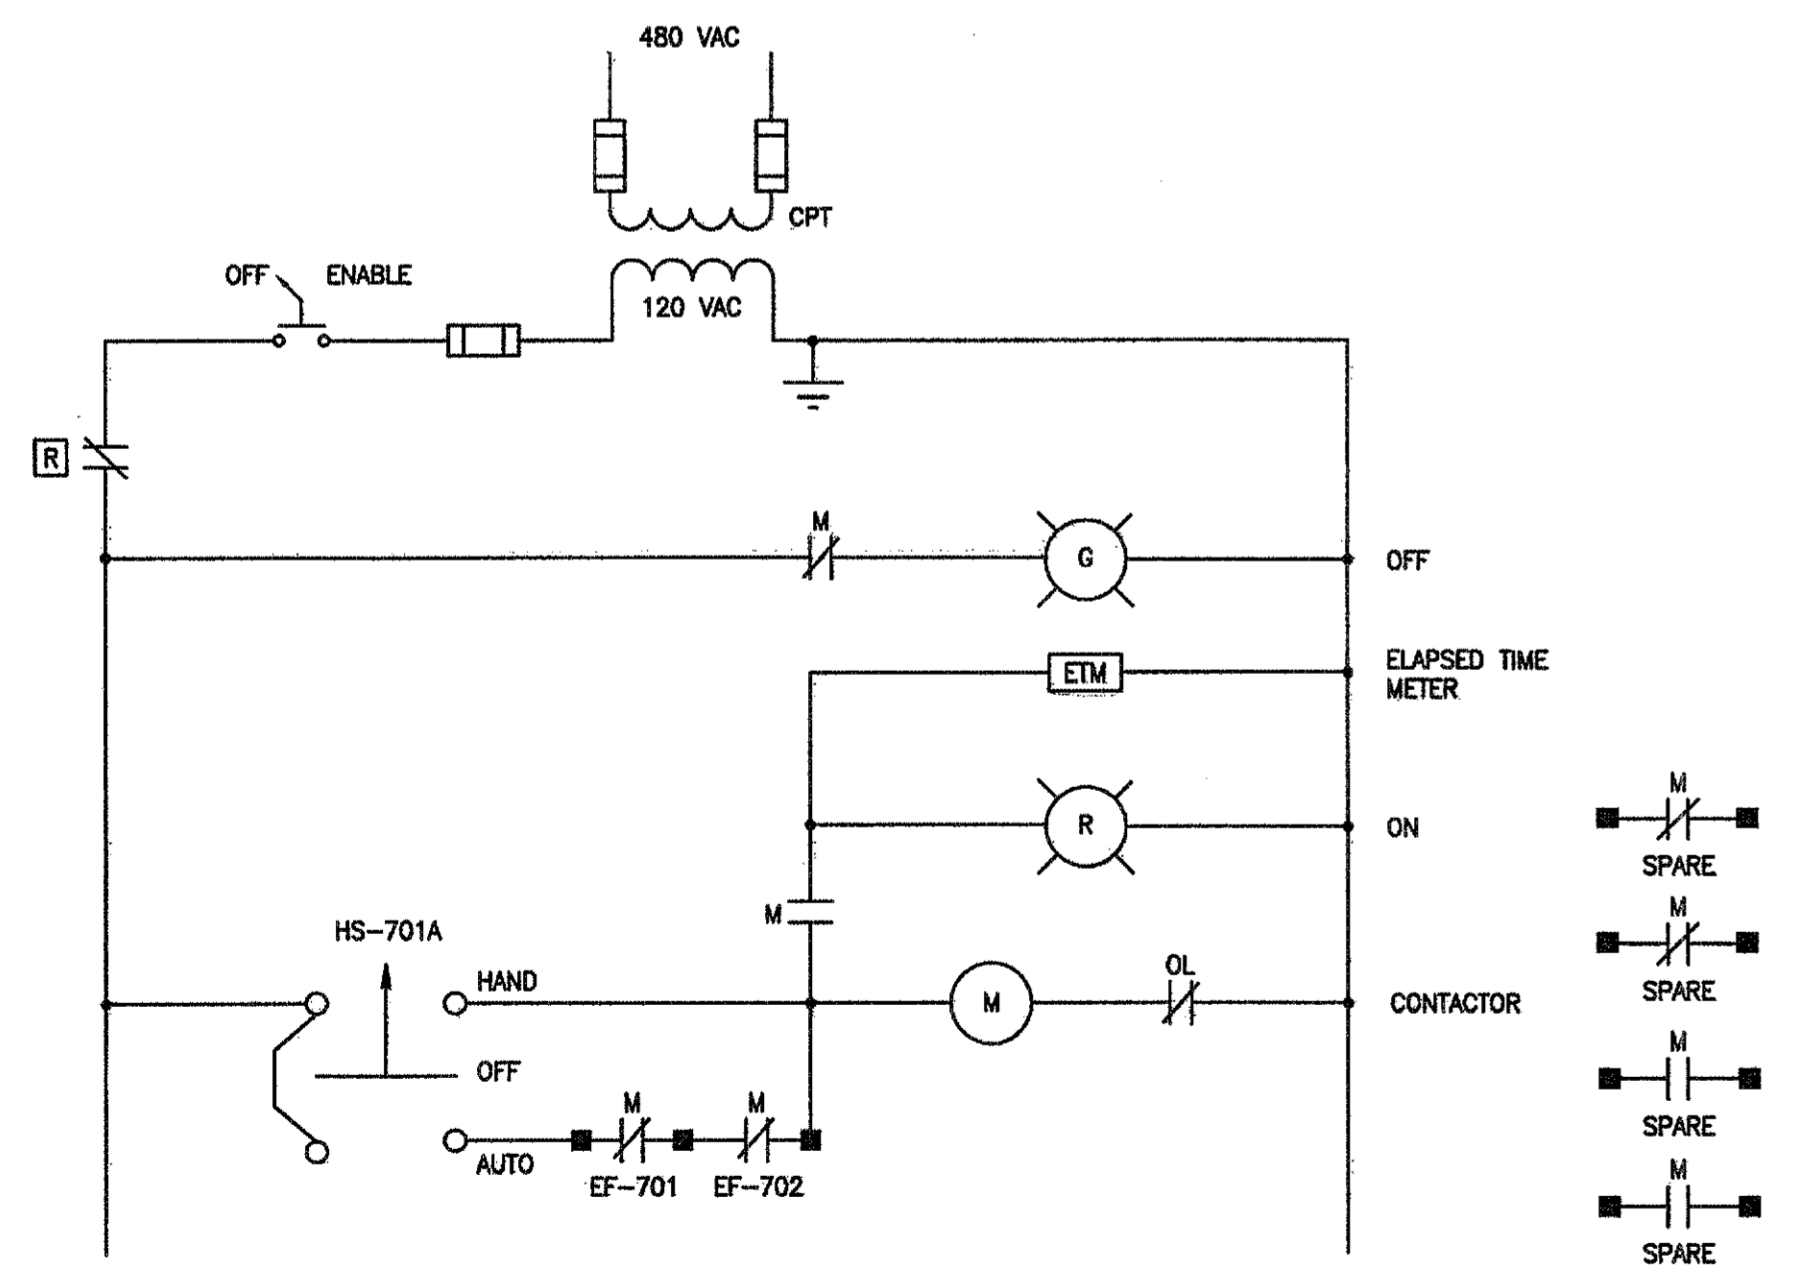 480 VAC
CPT
OFF ENABLE
120 VAC
R
M
G
OFF
ETM
ELAPSED TIME
METER
R
ON
M
SPARE
M
HS-701A
HAND
M
OL
CONTACTOR
M
SPARE
OFF
M
M
AUTO
EF-701
EF-702
M
SPARE
M
SPARE